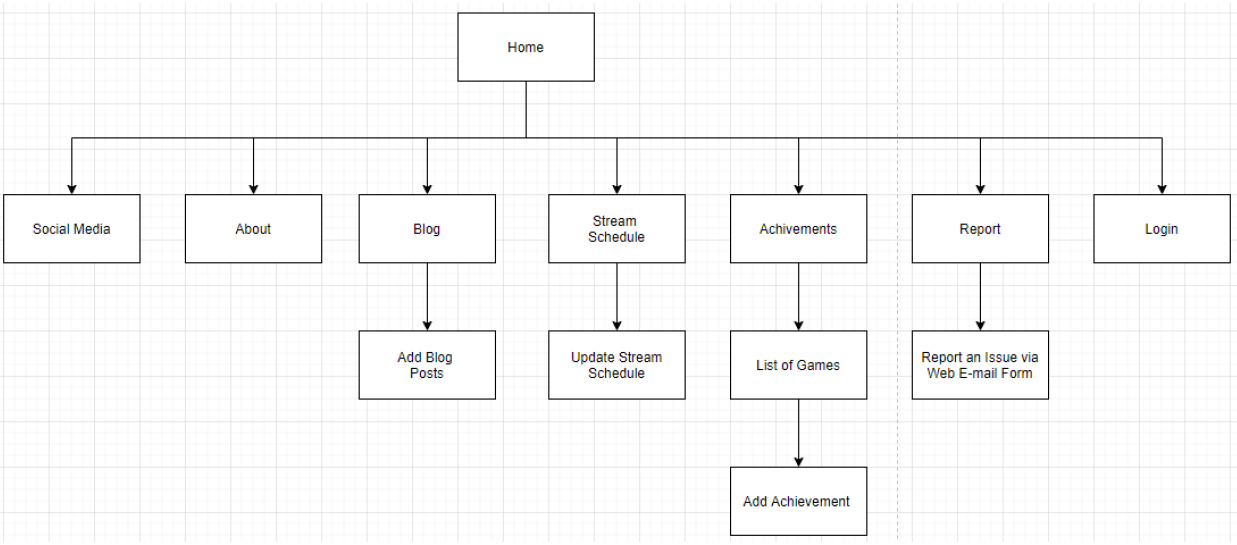 Home
Social Media
About
Blog
Stream
Schedule
Achivements
Report
Login
Add Blog
Posts
Update Stream
Schedule
List of Games
Report an Issue via
Web E-mail Form
Add Achievement